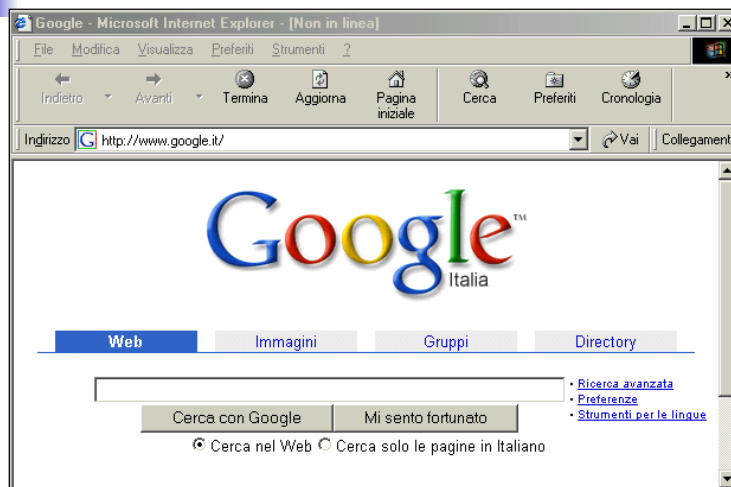 Google - Microsoft Internet Explorer - [Non in linea]
File Modifica Visualizza Preferiti Strumenti ?
Indietro Avanti Termina Aggiorna Pagina iniziale Cerca Preferiti Cronologia »
Indirizzo http://www.google.it/ Vai Collegament
Google™
Italia
Web Immagini Gruppi Directory
• Ricerca avanzata
• Preferenze
• Strumenti per le lingue
Cerca con Google Mi sento fortunato
Cerca nel Web Cerca solo le pagine in Italiano